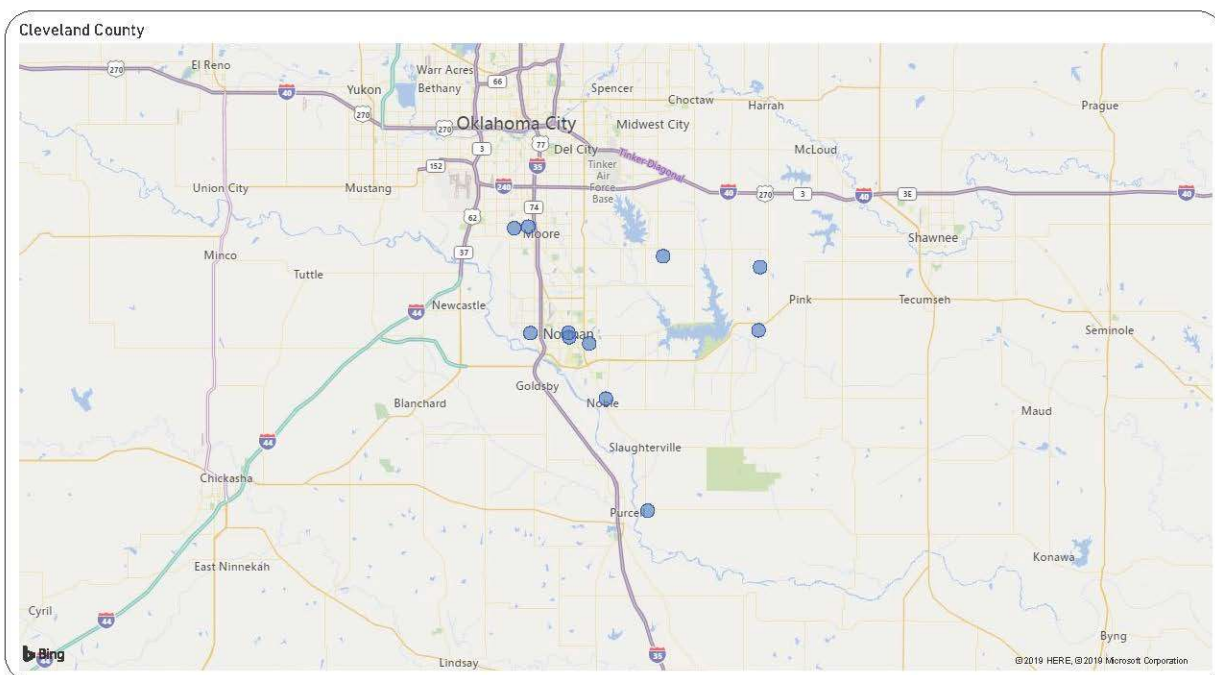 Cleveland County
El Reno
270
40
Warr Acres
66
Yukon
Bethany
Spencer
Choctaw
Harrah
Prague
270
270
Oklahoma City
Midwest City
3
77
Del City
McLoud
152
35
Tinker Diagonal
Tinker
Air
Force
Base
Union City
Mustang
240
40
270
3
40
3E
40
62
74
Moore
Shawnee
37
Minco
Tuttle
Newcastle
44
Pink
Tecumseh
Seminole
Norman
Goldsby
Blanchard
Noble
Maud
44
Slaughterville
Chickasha
Purcell
East Ninnekah
Konawa
Cyril
44
Byng
Bing
44
Lindsay
35
©2019 HERE, ©2019 Microsoft Corporation